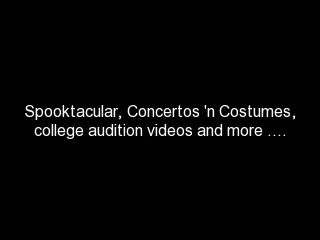 Spooktacular, Concertos 'n Costumes,
college audition videos and more ....